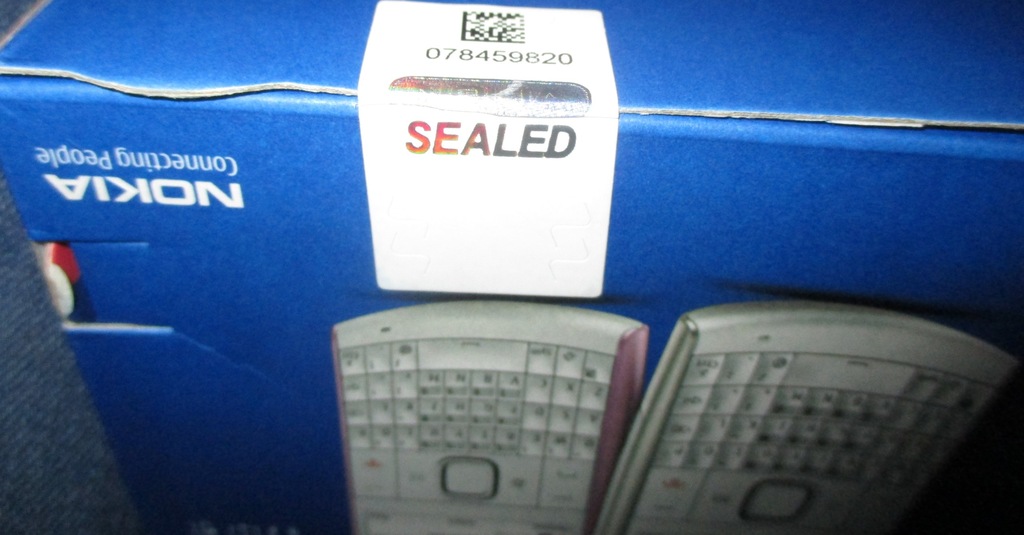 078459820
SEALED
NOKIA
Connecting People